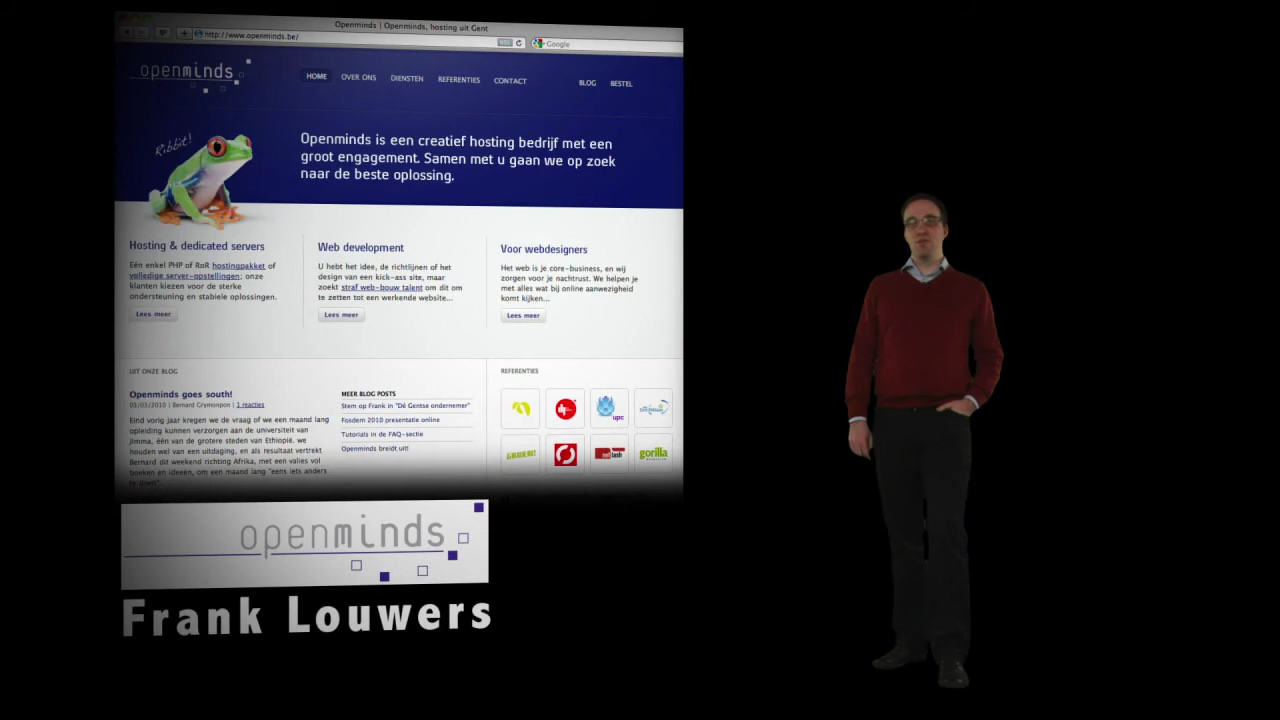 Openminds | Openminds, hosting uit Gent
http://www.openminds.be/
Google
openminds
HOME OVER ONS DIENSTEN REFERENTIES CONTACT BLOG BESTEL
Ribbit!
Openminds is een creatief hosting bedrijf met een
groot engagement. Samen met u gaan we op zoek
naar de beste oplossing.
Hosting & dedicated servers
Eén enkel PHP of RoR hostingpakket of
volledige server-opstellingen: onze
klanten kiezen voor de sterke
ondersteuning en stabiele oplossingen.
Lees meer
Web development
U hebt het idee, de richtlijnen of het
design van een kick-ass site, maar
zoekt straf web-bouw talent om dit om
te zetten tot een werkende website...
Lees meer
Voor webdesigners
Het web is je core-business, en wij
zorgen voor je nachtrust. We helpen je
met alles wat bij online aanwezigheid
komt kijken...
Lees meer
UIT ONZE BLOG
Openminds goes south!
03/03/2010 | Bernard Grymonpon | 1 reacties
Eind vorig jaar kregen we de vraag of we een maand lang
opleiding kunnen verzorgen aan de universiteit van
Jimma, één van de grotere steden van Ethiopië. we
houden wel van een uitdaging, en als resultaat vertrekt
Bernard dit weekend richting Afrika, met een valies vol
boeken en ideeën, om een maand lang "eens iets anders
te doen".
MEER BLOG POSTS
Stem op Frank in "Dé Gentse ondernemer"
Fosdem 2010 presentatie online
Tutorials in de FAQ-sectie
Openminds breidt uit!
REFERENTIES
upc
gorilla
openminds
Frank Louwers